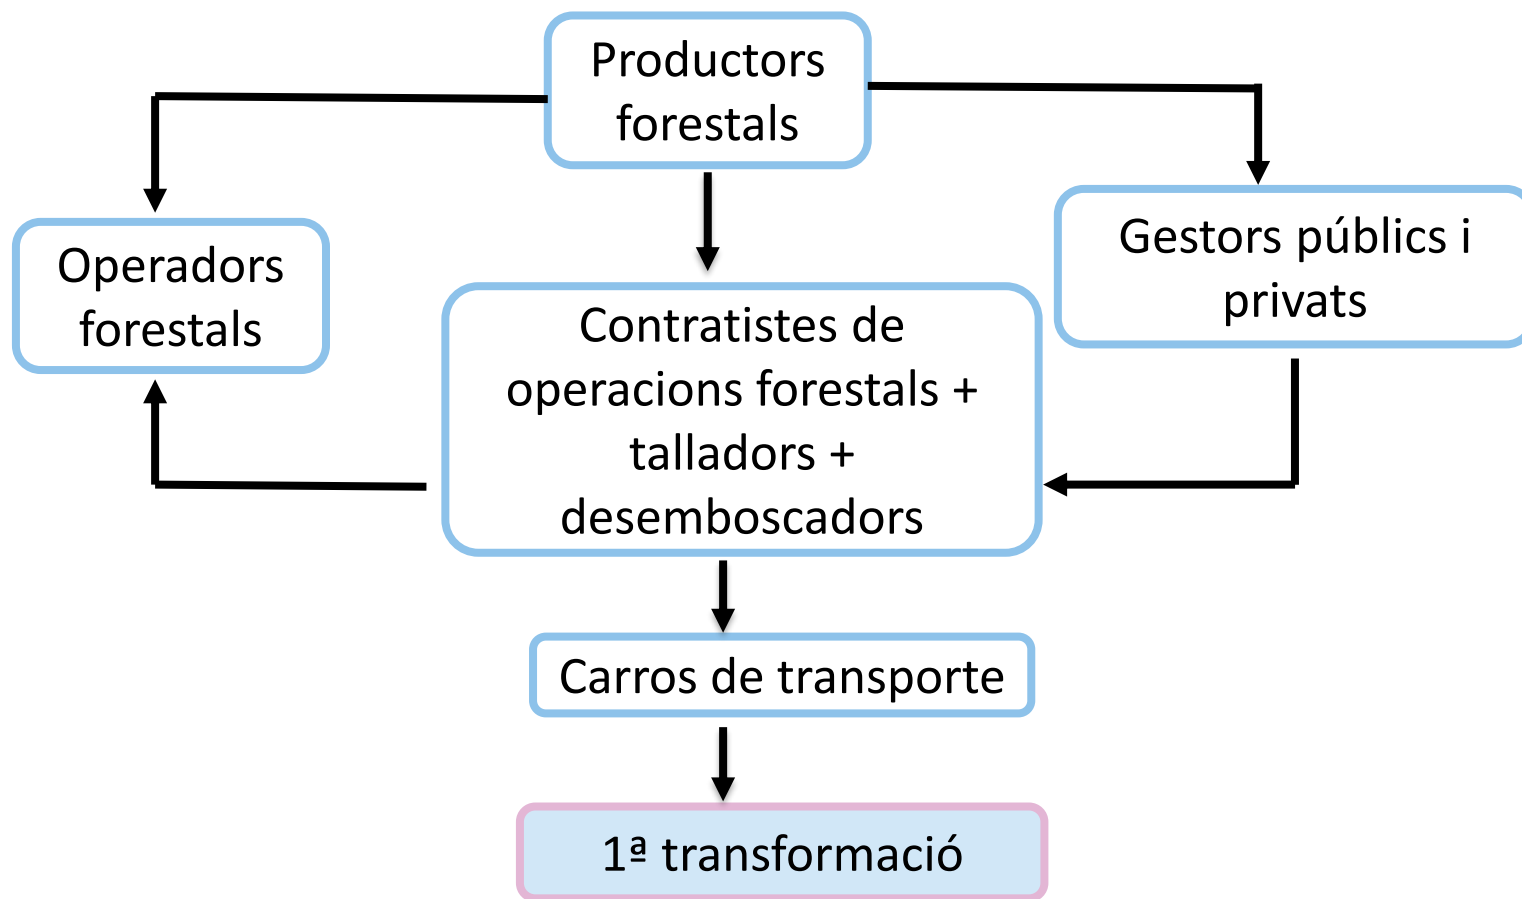 Productors
forestals
Operadors
forestals
Gestors públics i
privats
Contratistes de
operacions forestals +
talladors +
desemboscadors
Carros de transporte
1ª transformació